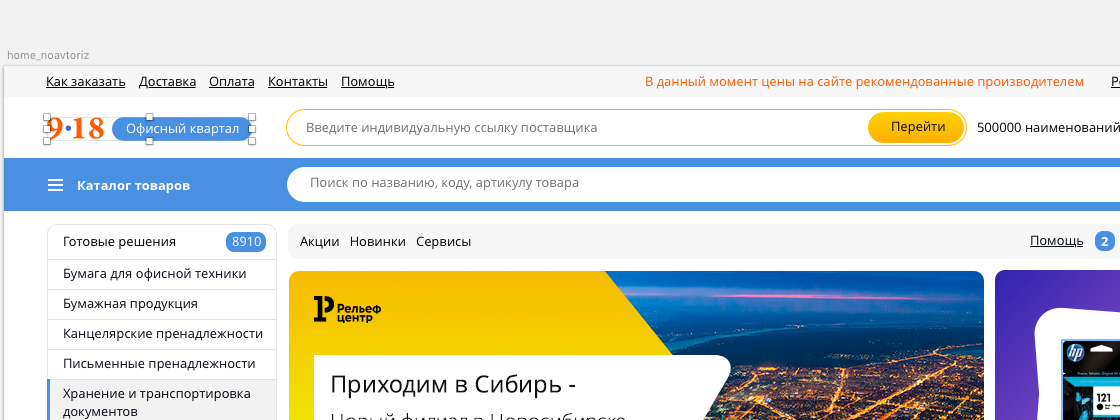 home_noavtoriz
Как заказать Доставка Оплата Контакты Помощь
В данный момент цены на сайте рекомендованные производителем
9·18 Офисный квартал
Введите индивидуальную ссылку поставщика
Перейти
500000 наименований
Каталог товаров
Поиск по названию, коду, артикулу товара
Готовые решения 8910
Бумага для офисной техники
Бумажная продукция
Канцелярские пренадлежности
Письменные пренадлежности
Хранение и транспортировка
документов
Акции Новинки Сервисы
Помощь 2
Рельеф
центр
Приходим в Сибирь -
Новый филиал в Новосибирске
hp
121